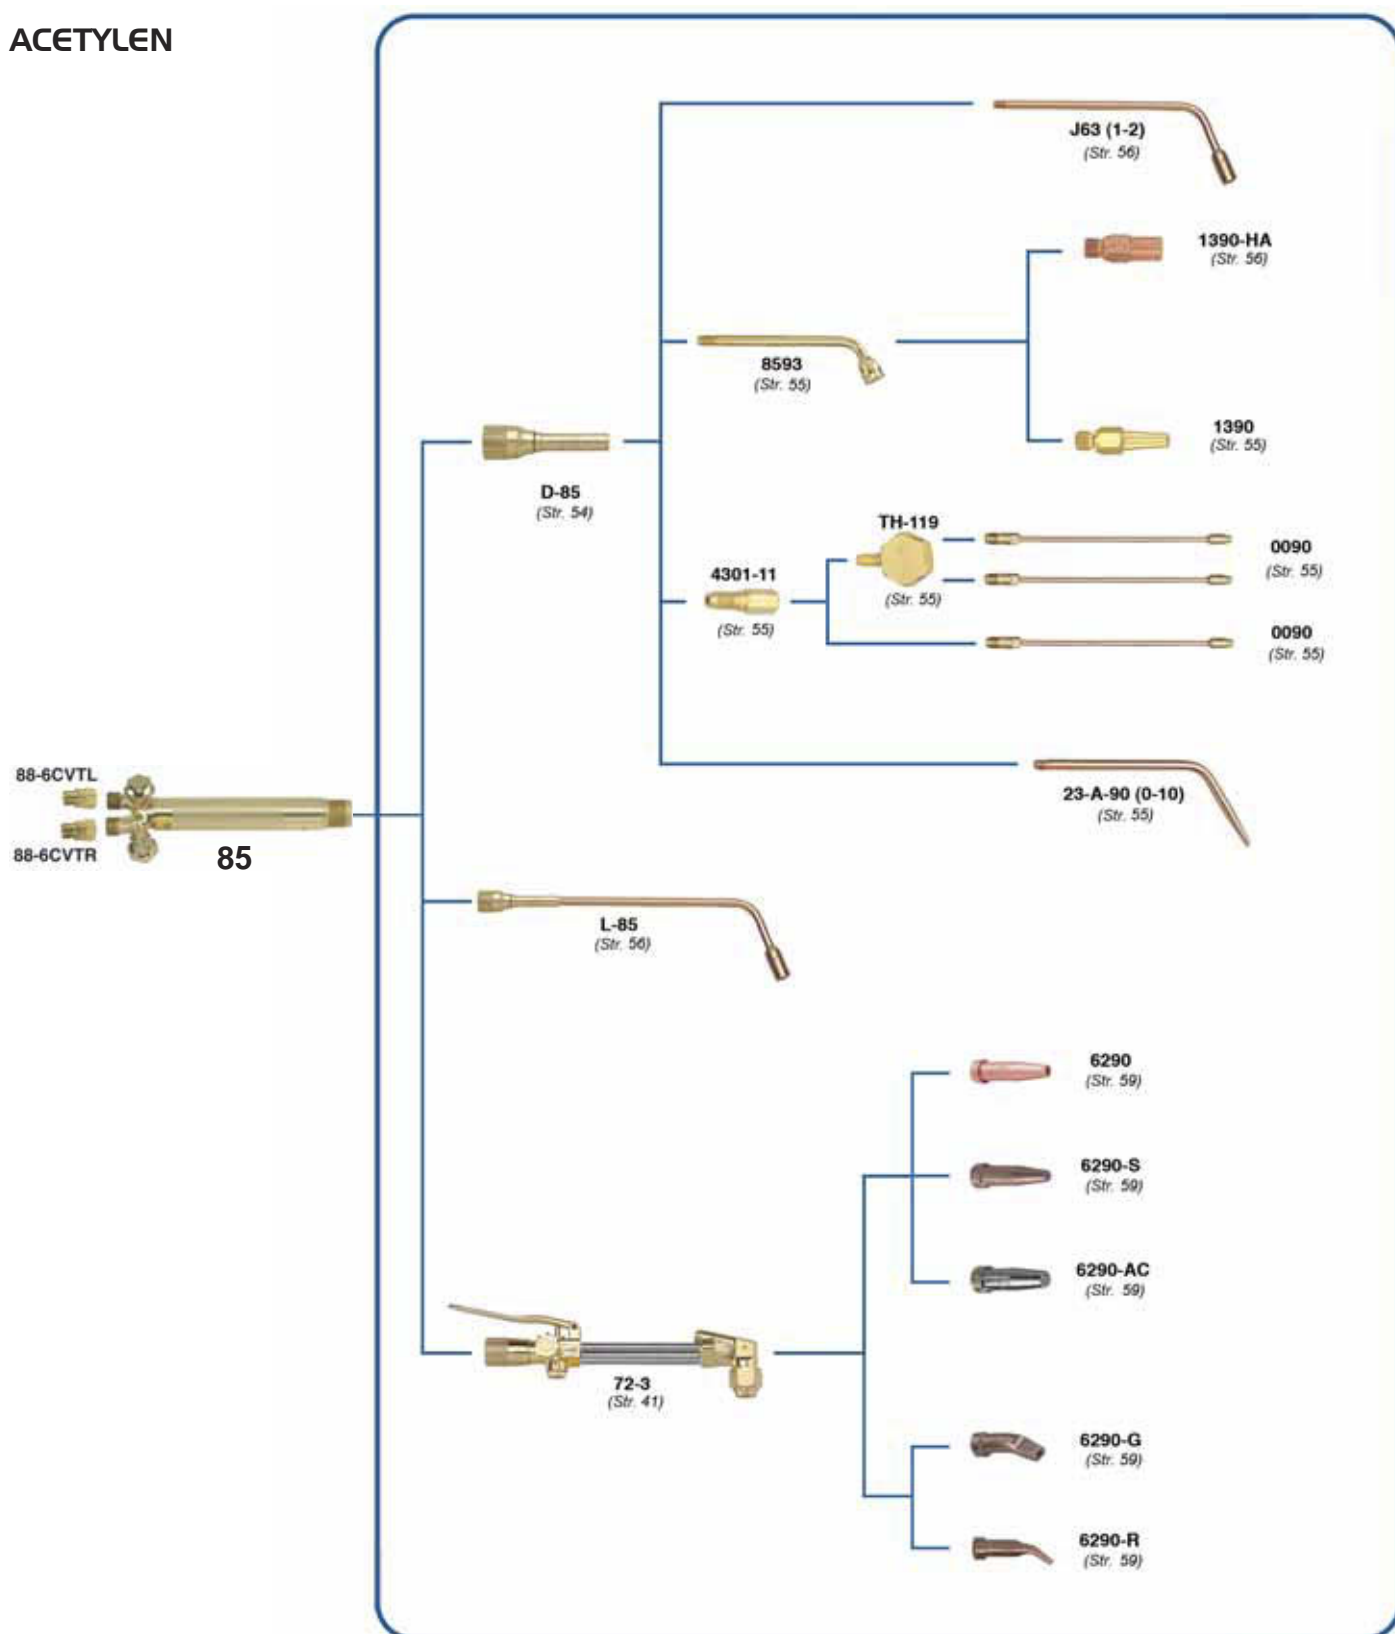 ACETYLEN
J63 (1-2)
(Str. 56)
1390-HA
(Str. 56)
8593
(Str. 55)
1390
(Str. 55)
D-85
(Str. 54)
TH-119
(Str. 55)
0090
(Str. 55)
4301-11
(Str. 55)
0090
(Str. 55)
23-A-90 (0-10)
(Str. 55)
88-6CVTL
88-6CVTR
85
L-85
(Str. 56)
6290
(Str. 59)
6290-S
(Str. 59)
6290-AC
(Str. 59)
72-3
(Str. 41)
6290-G
(Str. 59)
6290-R
(Str. 59)